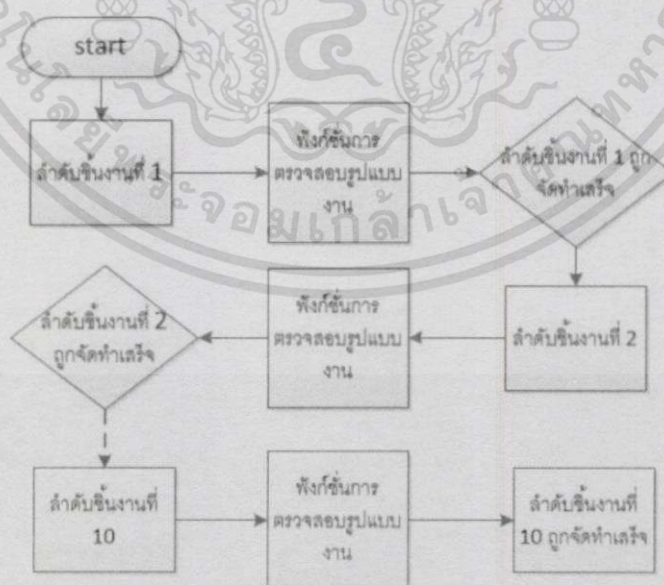 start
ลำดับชิ้นงานที่ 1
ฟังก์ชั่นการ
ตรวจสอบรูปแบบ
งาน
ลำดับชิ้นงานที่ 1 ถูก
จัดทำเสร็จ
ลำดับชิ้นงานที่ 2
ถูกจัดทำเสร็จ
ฟังก์ชั่นการ
ตรวจสอบรูปแบบ
งาน
ลำดับชิ้นงานที่ 2
ลำดับชิ้นงานที่
10
ฟังก์ชั่นการ
ตรวจสอบรูปแบบ
งาน
ลำดับชิ้นงานที่
10 ถูกจัดทำเสร็จ